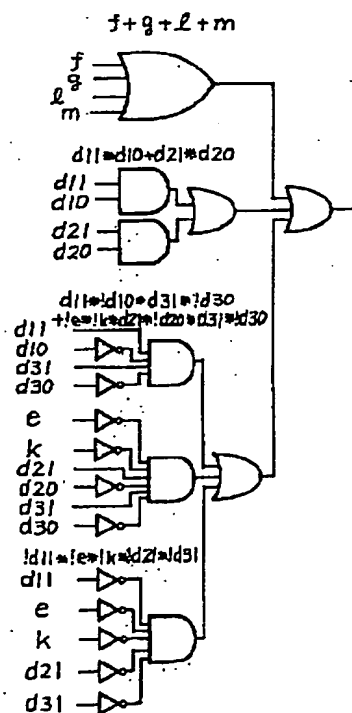 f+g+l+m
f
g
l
m
d11*d10+d21*d20
d11
d10
d21
d20
d11*!d10*d31*!d30
+!e*!k*d21*!d20*d31*!d30
d11
d10
d31
d30
e
k
d21
d20
d31
d30
!d11*!e*!k*!d21*!d31
d11
e
k
d21
d31